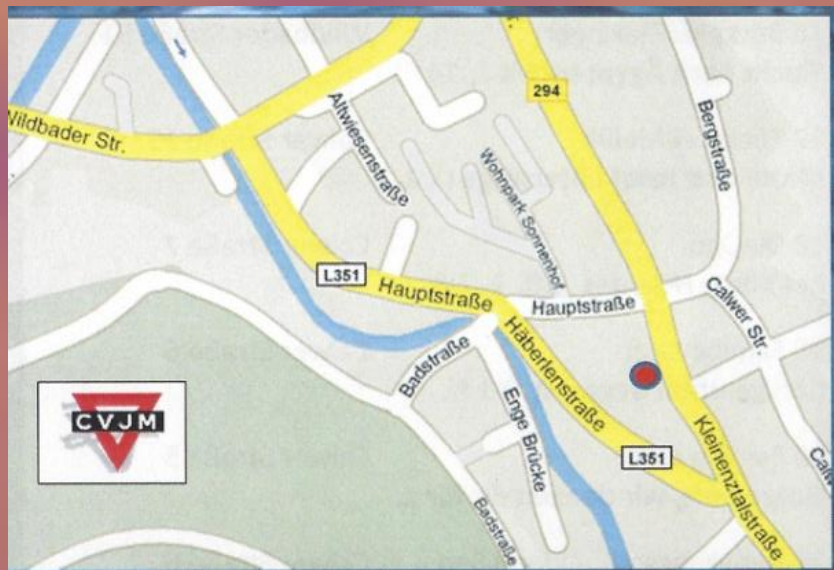 294
Wildbader Str.
Altwiesenstraße
Bergstraße
Wohnpark Sonnenhof
L351
Hauptstraße
Hauptstraße
Calwer Str.
Badstraße
Häberlenstraße
Enge Brücke
CVJM
L351
Kleinenztalstraße
Badstraße